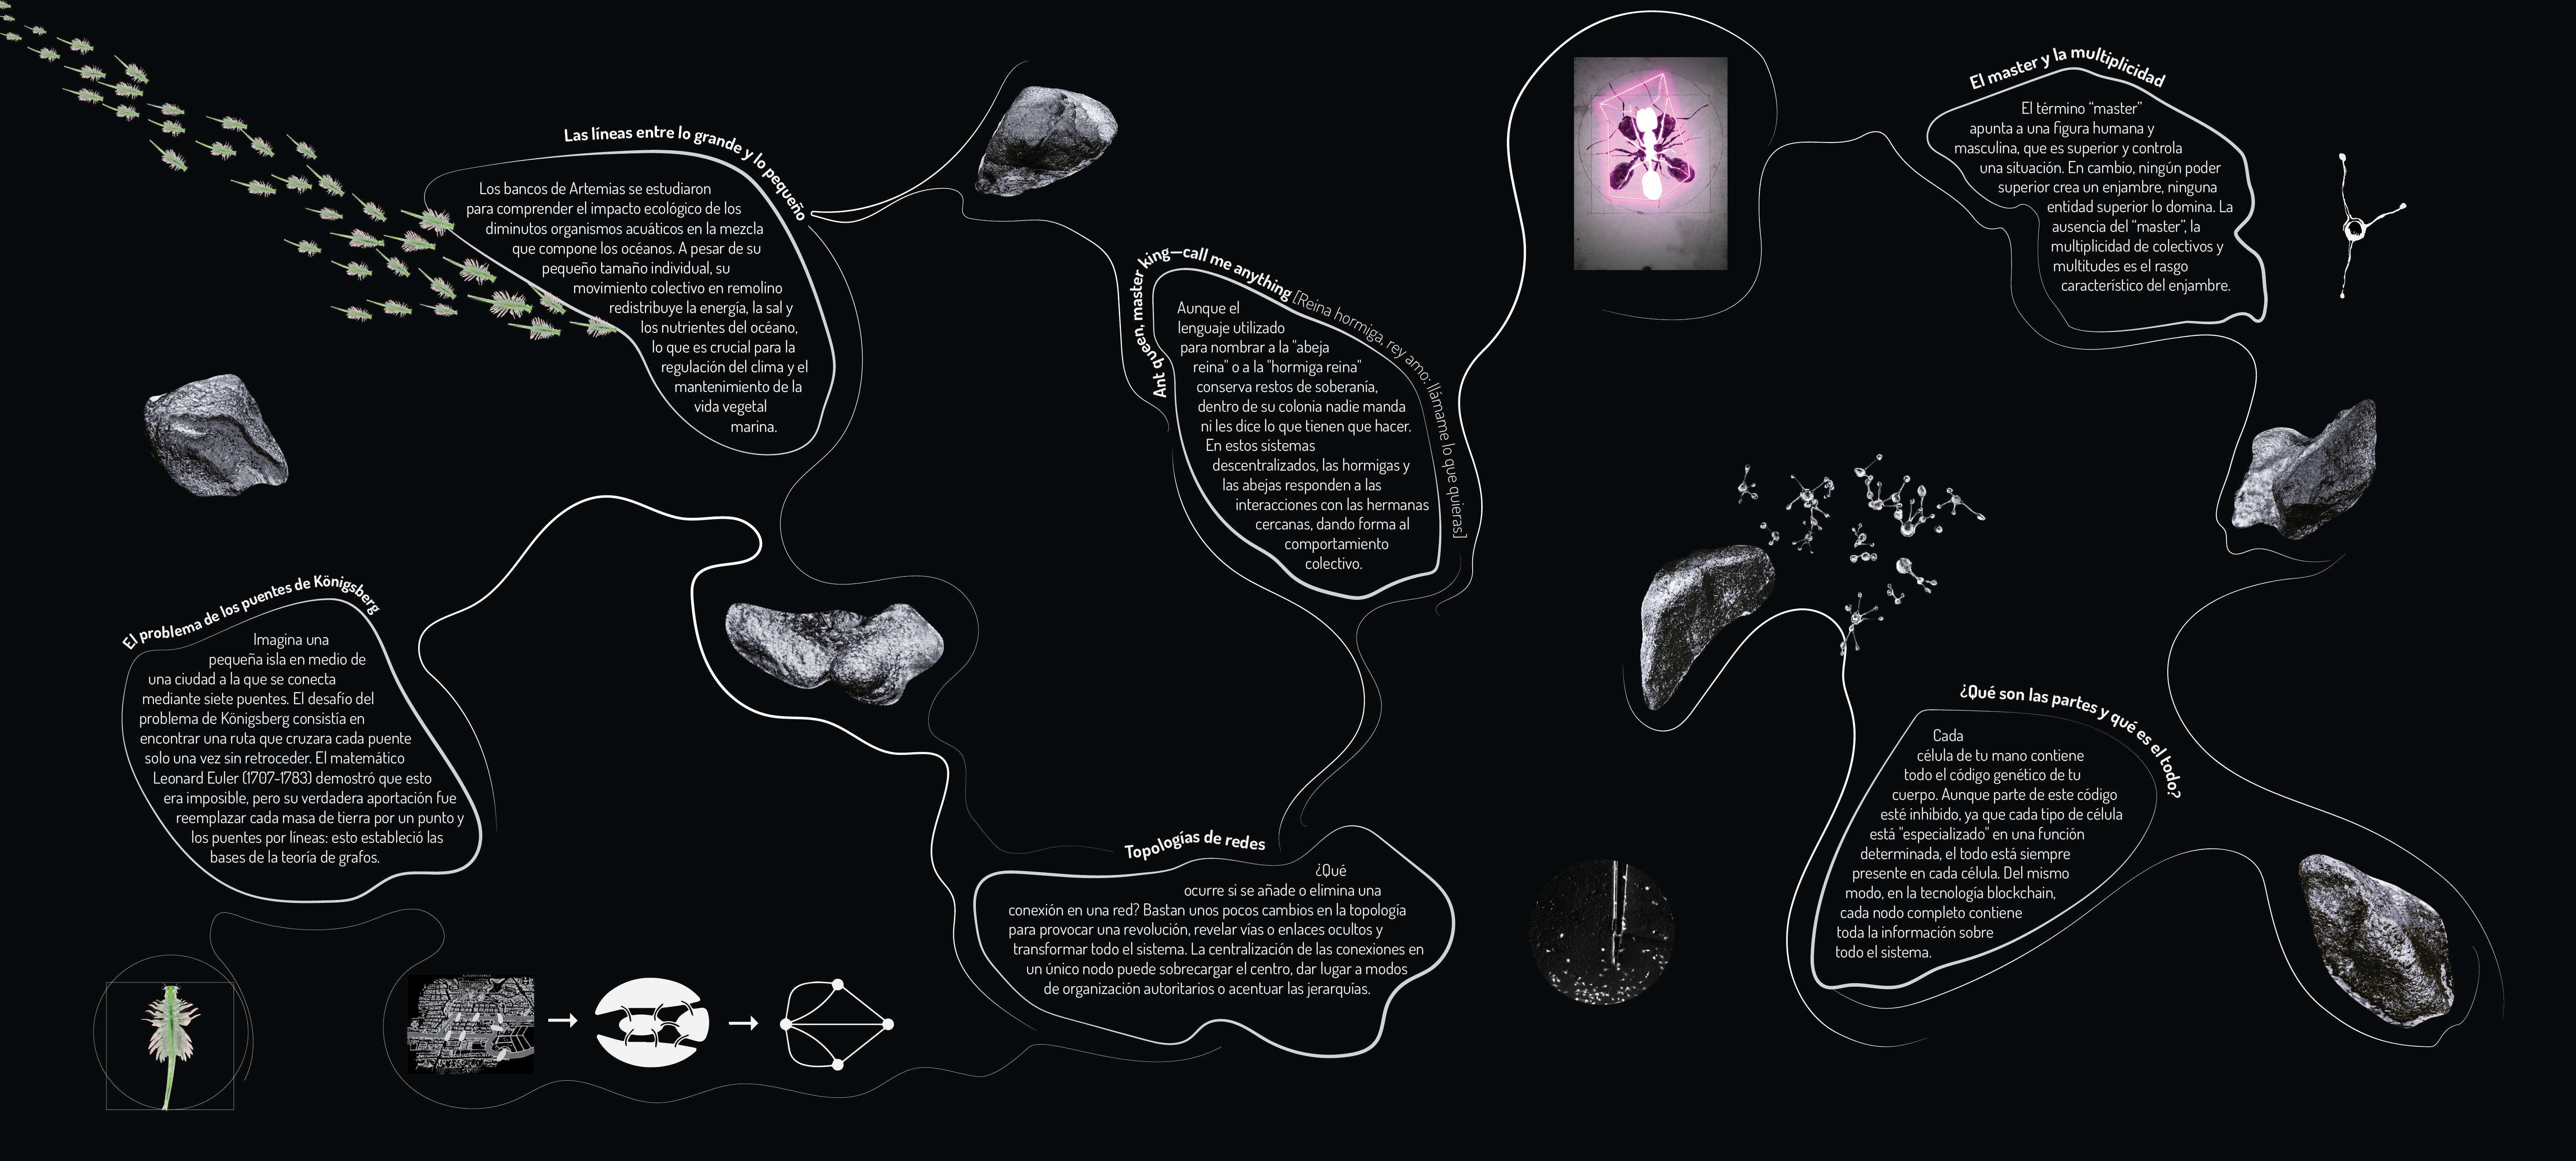 Las líneas entre lo grande y lo pequeño
Los bancos de Artemias se estudiaron
para comprender el impacto ecológico de los
diminutos organismos acuáticos en la mezcla
que compone los océanos. A pesar de su
pequeño tamaño individual, su
movimiento colectivo en remolino
redistribuye la energía, la sal y
los nutrientes del océano,
lo que es crucial para la
regulación del clima y el
mantenimiento de la
vida vegetal
marina.
Ant queen, master king—call me anything [Reina hormiga, rey amo: llámame lo que quieras]
Aunque el
lenguaje utilizado
para nombrar a la "abeja
reina" o a la "hormiga reina"
conserva restos de soberanía,
dentro de su colonia nadie manda
ni les dice lo que tienen que hacer.
En estos sistemas
descentralizados, las hormigas y
las abejas responden a las
interacciones con las hermanas
cercanas, dando forma al
comportamiento
colectivo.
El master y la multiplicidad
El término “master”
apunta a una figura humana y
masculina, que es superior y controla
una situación. En cambio, ningún poder
superior crea un enjambre, ninguna
entidad superior lo domina. La
ausencia del “master”, la
multiplicidad de colectivos y
multitudes es el rasgo
característico del enjambre.
El problema de los puentes de Königsberg
Imagina una
pequeña isla en medio de
una ciudad a la que se conecta
mediante siete puentes. El desafío del
problema de Königsberg consistía en
encontrar una ruta que cruzara cada puente
solo una vez sin retroceder. El matemático
Leonard Euler (1707-1783) demostró que esto
era imposible, pero su verdadera aportación fue
reemplazar cada masa de tierra por un punto y
los puentes por líneas: esto estableció las
bases de la teoría de grafos.
Topologías de redes
¿Qué
ocurre si se añade o elimina una
conexión en una red? Bastan unos pocos cambios en la topología
para provocar una revolución, revelar vías o enlaces ocultos y
transformar todo el sistema. La centralización de las conexiones en
un único nodo puede sobrecargar el centro, dar lugar a modos
de organización autoritarios o acentuar las jerarquías.
¿Qué son las partes y qué es el todo?
Cada
célula de tu mano contiene
todo el código genético de tu
cuerpo. Aunque parte de este código
esté inhibido, ya que cada tipo de célula
está "especializado" en una función
determinada, el todo está siempre
presente en cada célula. Del mismo
modo, en la tecnología blockchain,
cada nodo completo contiene
toda la información sobre
todo el sistema.